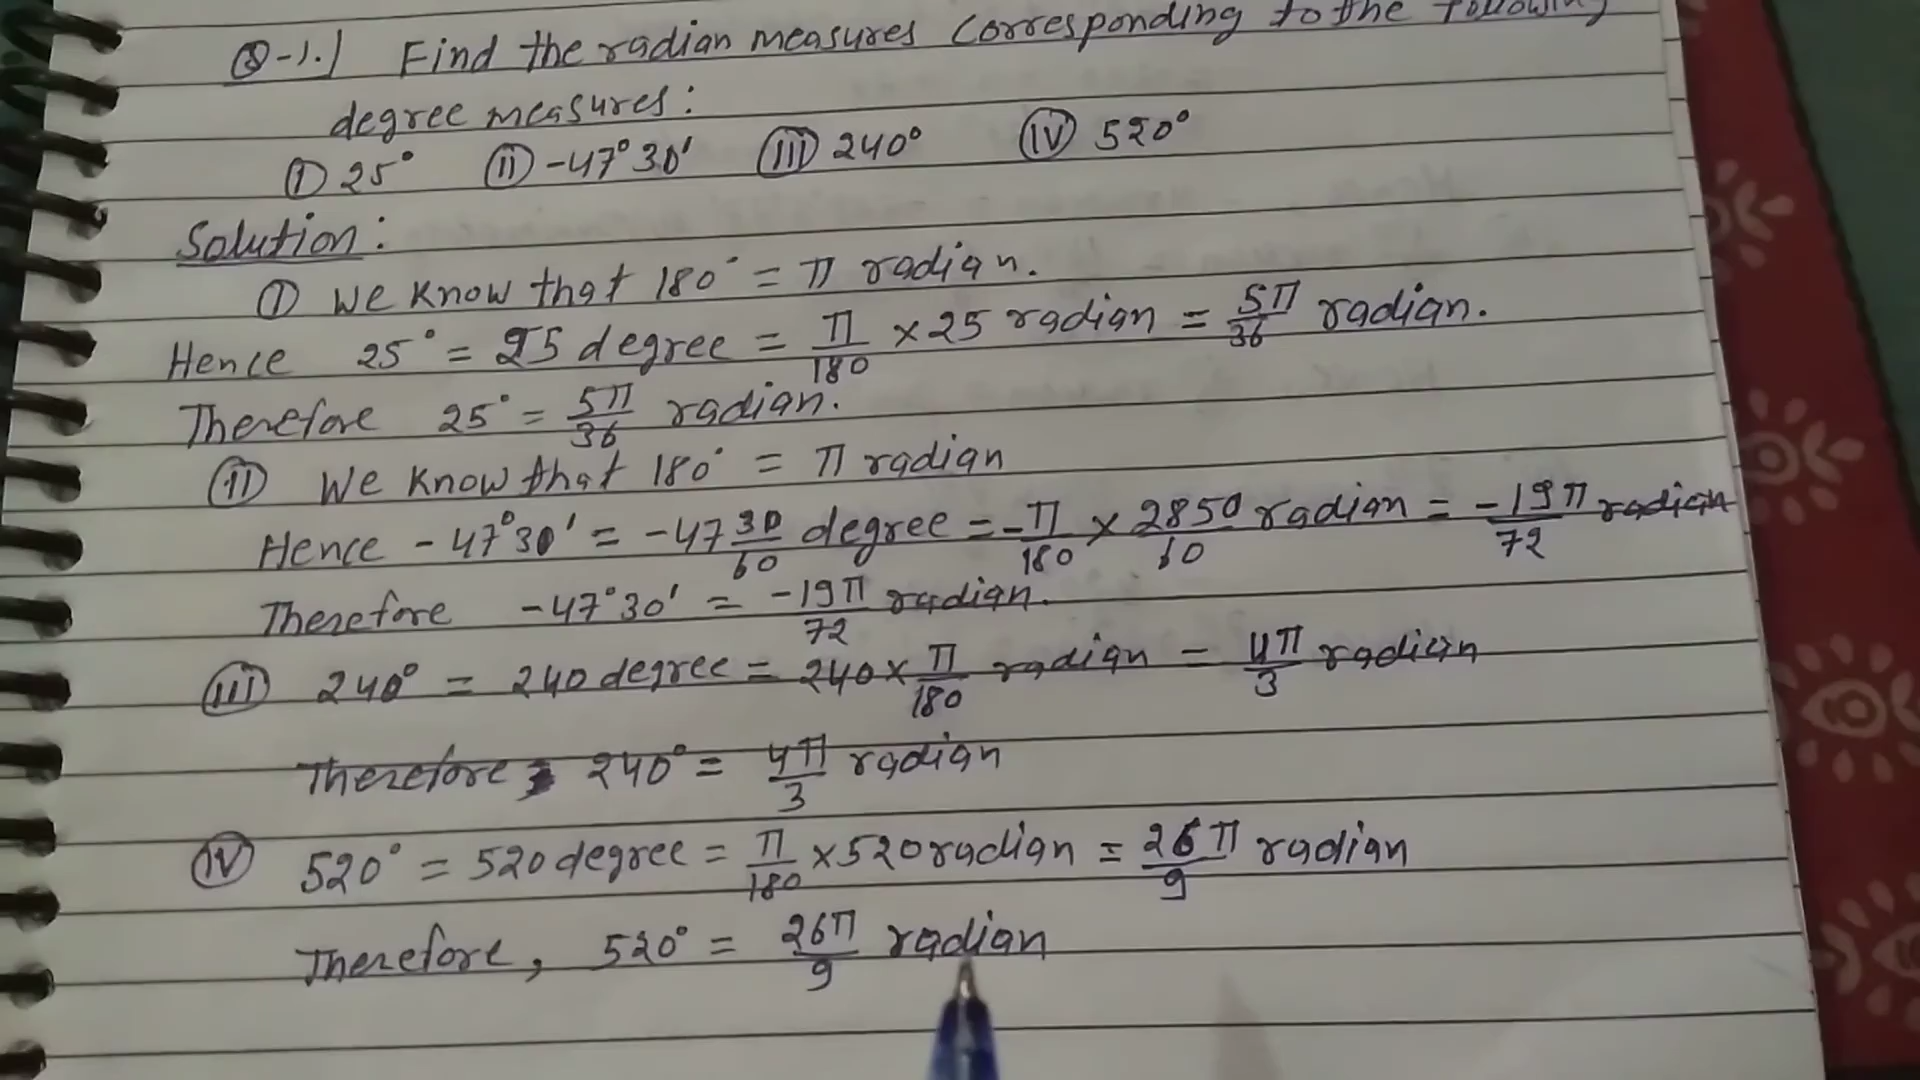 Q-1.) Find the radian measures corresponding to the following
degree measures:
(I) 25° (II) -47°30' (III) 240° (IV) 520°
Solution:
(I) We know that 180° = π radian.
Hence 25° = 25 degree = π/180 × 25 radian = 5π/36 radian.
Therefore 25° = 5π/36 radian.
(II) We know that 180° = π radian
Hence -47°30' = -47 30/60 degree = -π/180 × 2850/60 radian = -19π/72 radian
Therefore -47°30' = -19π/72 radian.
(III) 240° = 240 degree = 240 × π/180 radian = 4π/3 radian
Therefore, 240° = 4π/3 radian
(IV) 520° = 520 degree = π/180 × 520 radian = 26π/9 radian
Therefore, 520° = 26π/9 radian